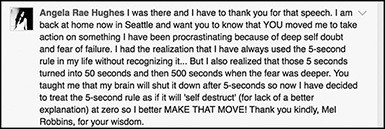 Angela Rae Hughes I was there and I have to thank you for that speech. I am
back at home now in Seattle and want you to know that YOU moved me to take
action on something I have been procrastinating because of deep self doubt
and fear of failure. I had the realization that I have always used the 5-second
rule in my life without recognizing it... But I also realized that those 5 seconds
turned into 50 seconds and then 500 seconds when the fear was deeper. You
taught me that my brain will shut it down after 5-seconds so now I have decided
to treat the 5-second rule as if it will 'self destruct' (for lack of a better
explanation) at zero so I better MAKE THAT MOVE! Thank you kindly, Mel
Robbins, for your wisdom.